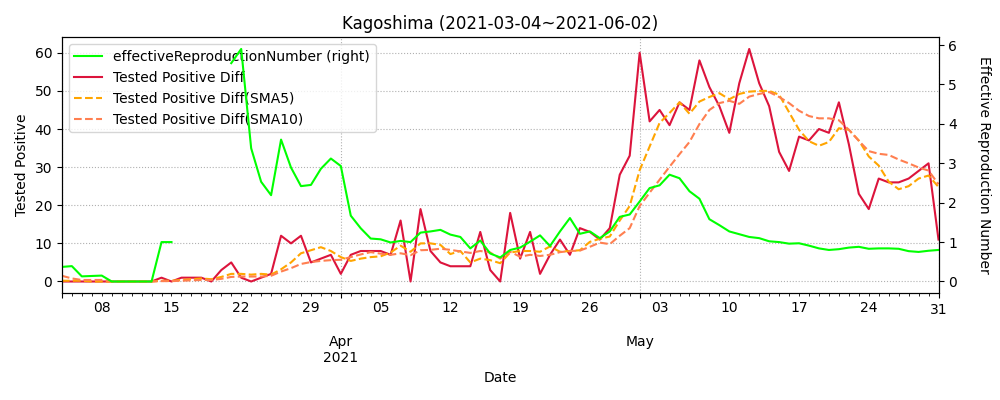 Kagoshima (2021-03-04~2021-06-02)
effectiveReproductionNumber (right)
Tested Positive Diff
Tested Positive Diff(SMA5)
Tested Positive Diff(SMA10)
Tested Positive
60
50
40
30
20
10
0
6
5
4
3
2
1
0
Effective Reproduction Number
08 15 22 29 05 12 19 26 03 10 17 24 31
Apr May
2021
Date